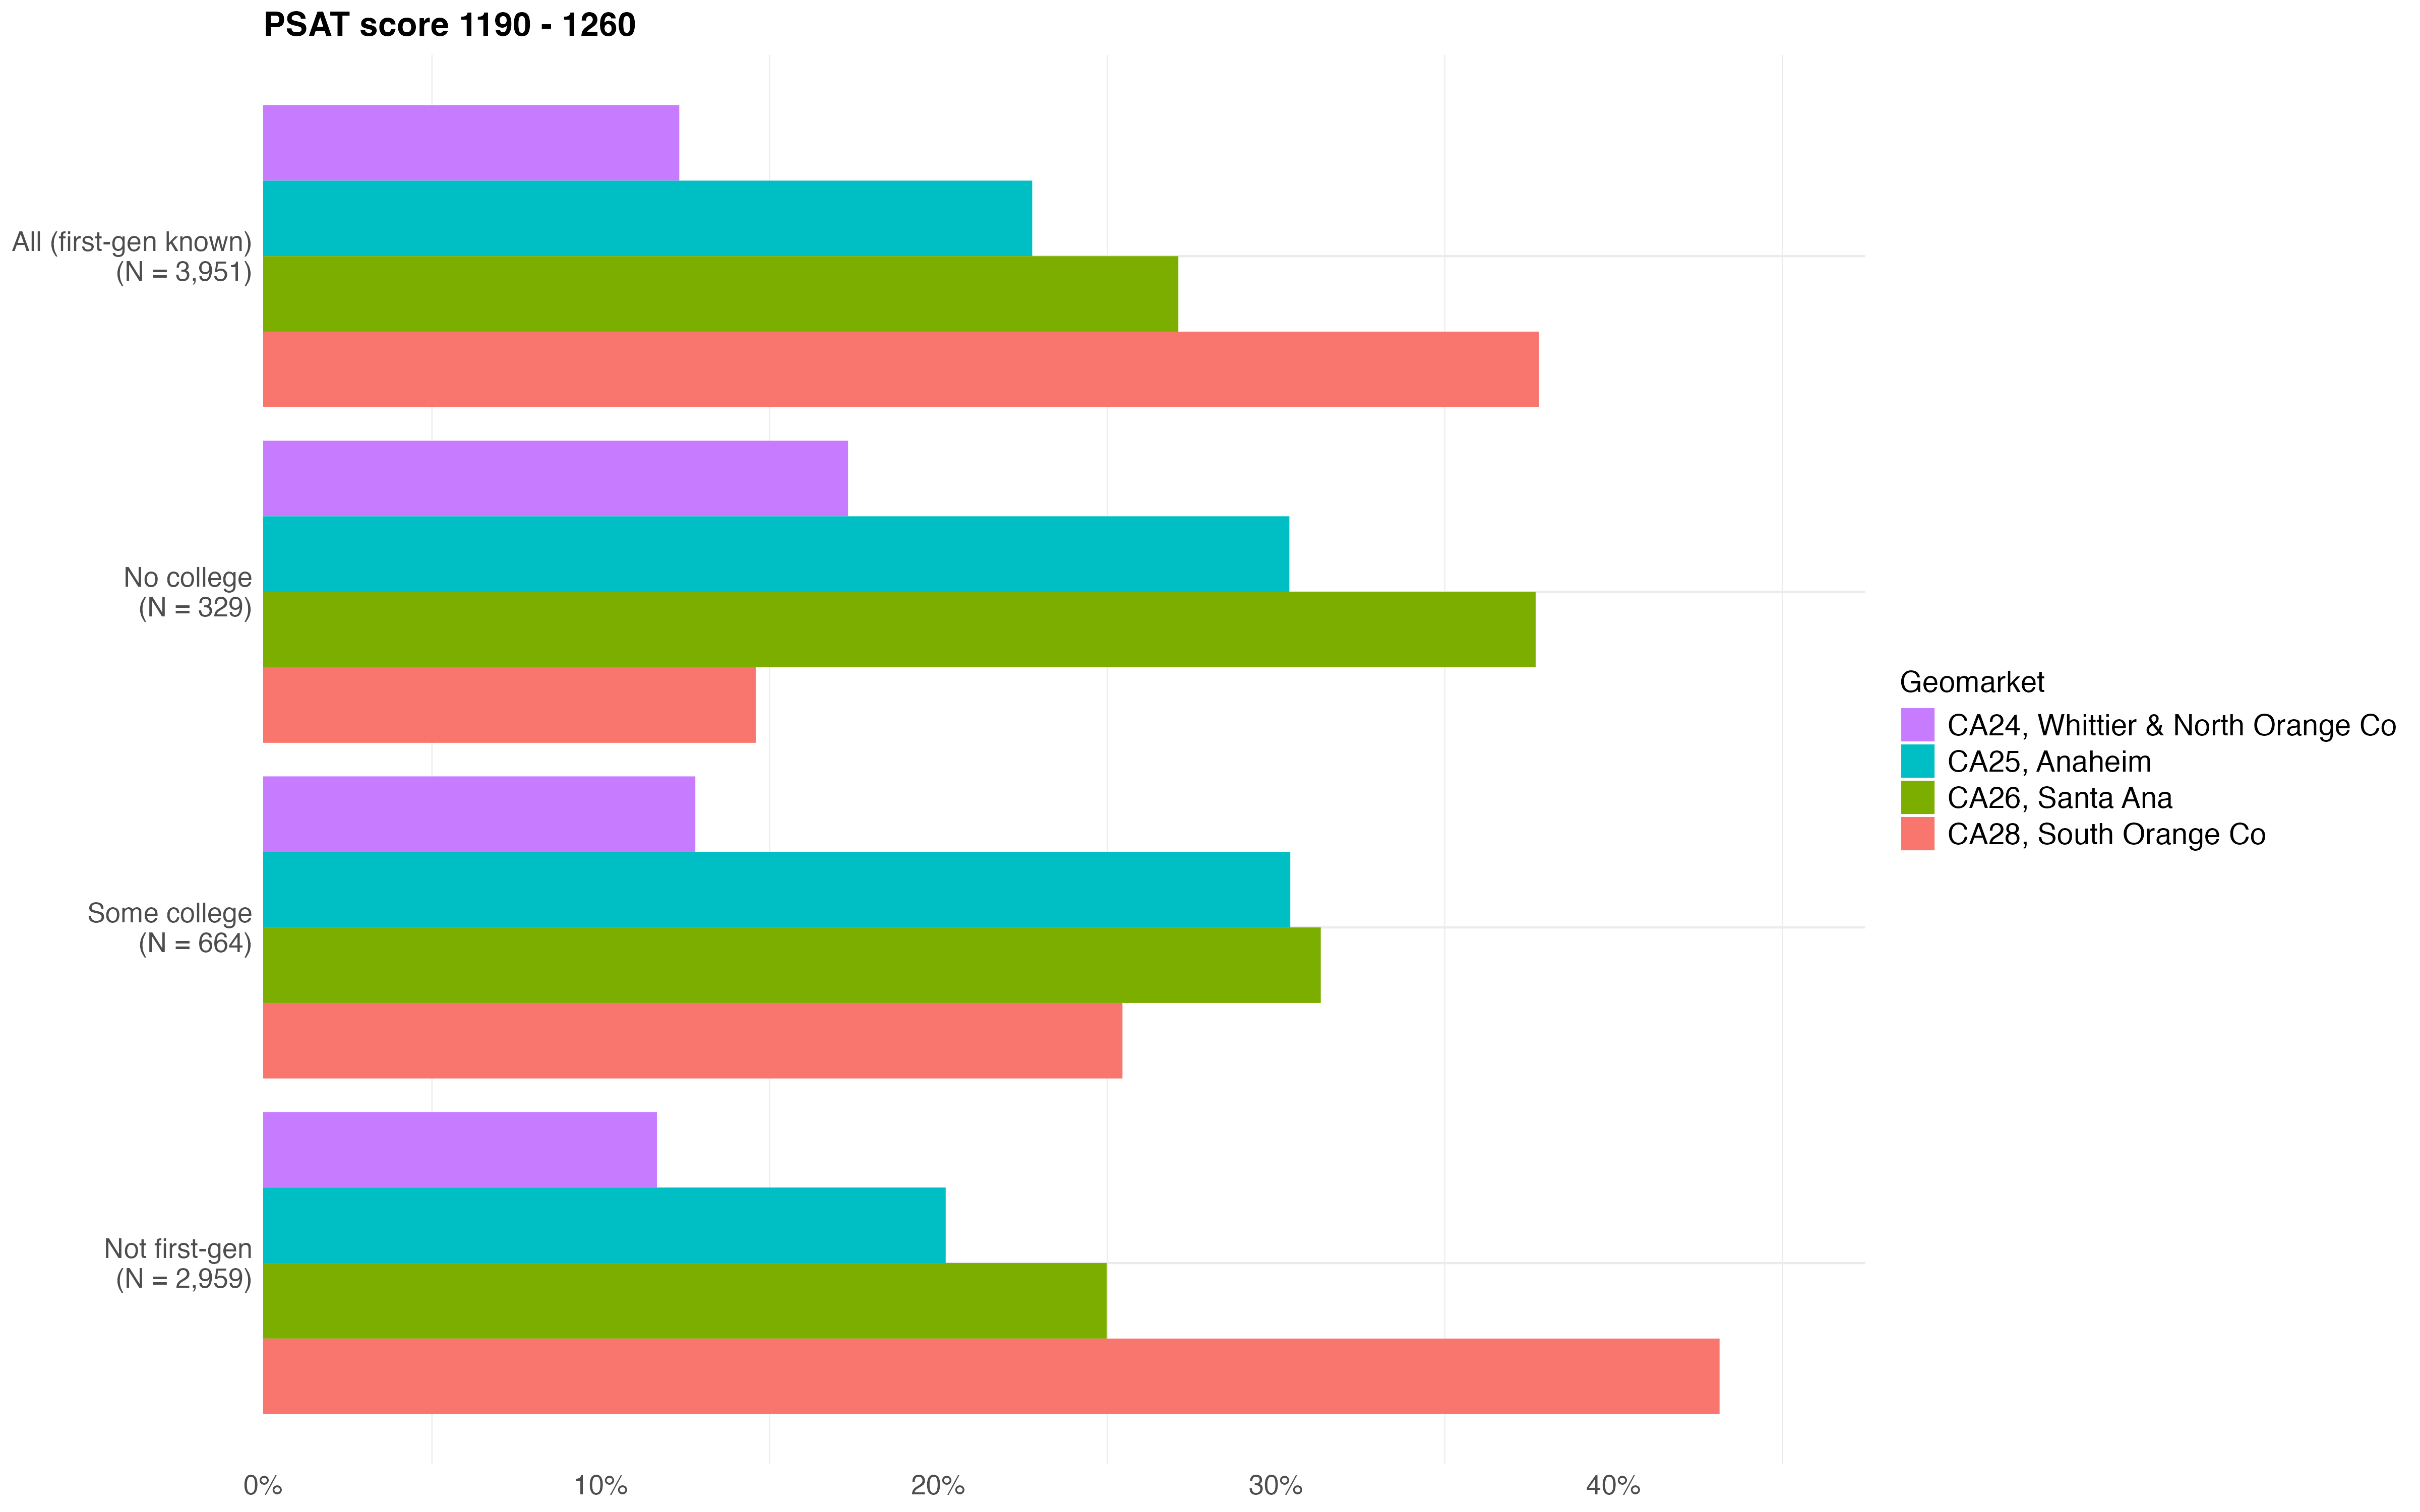 PSAT score 1190 - 1260
All (first-gen known)
(N = 3,951)
No college
(N = 329)
Some college
(N = 664)
Not first-gen
(N = 2,959)
0%
10%
20%
30%
40%
Geomarket
CA24, Whittier & North Orange Co
CA25, Anaheim
CA26, Santa Ana
CA28, South Orange Co